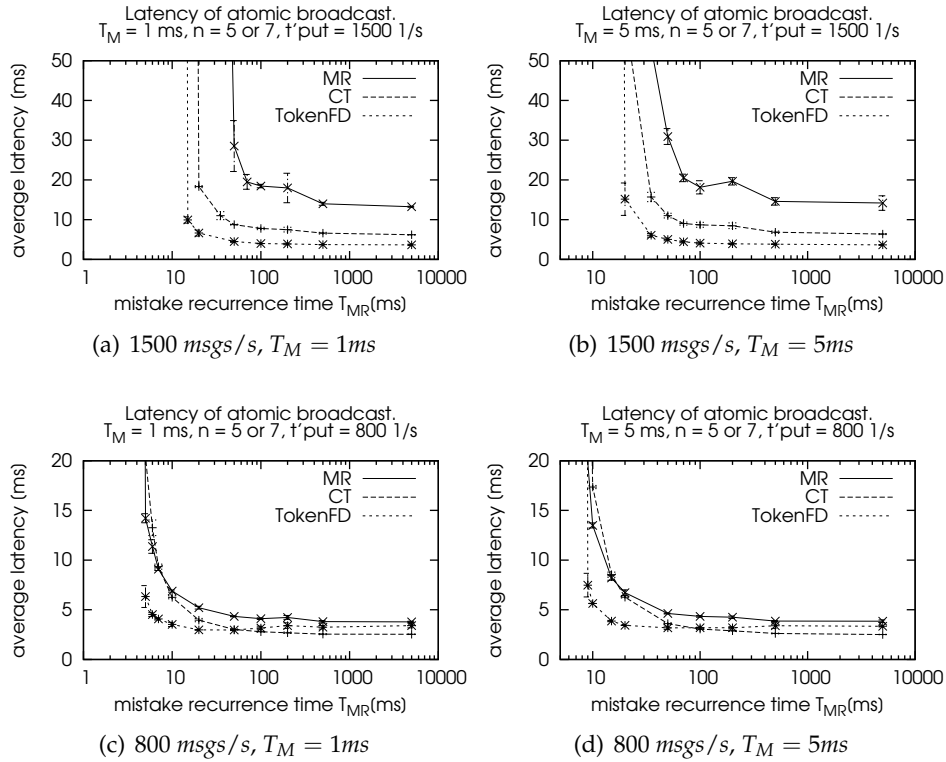 Latency of atomic broadcast.
T_M = 1 ms, n = 5 or 7, t'put = 1500 1/s
average latency (ms)
50
40
30
20
10
0
MR
CT
TokenFD
1 10 100 1000 10000
mistake recurrence time T_MR(ms)
(a) 1500 msgs/s, T_M = 1ms
Latency of atomic broadcast.
T_M = 5 ms, n = 5 or 7, t'put = 1500 1/s
average latency (ms)
50
40
30
20
10
0
MR
CT
TokenFD
10 100 1000 10000
mistake recurrence time T_MR(ms)
(b) 1500 msgs/s, T_M = 5ms
Latency of atomic broadcast.
T_M = 1 ms, n = 5 or 7, t'put = 800 1/s
average latency (ms)
20
15
10
5
0
MR
CT
TokenFD
1 10 100 1000 10000
mistake recurrence time T_MR(ms)
(c) 800 msgs/s, T_M = 1ms
Latency of atomic broadcast.
T_M = 5 ms, n = 5 or 7, t'put = 800 1/s
average latency (ms)
20
15
10
5
0
MR
CT
TokenFD
10 100 1000 10000
mistake recurrence time T_MR(ms)
(d) 800 msgs/s, T_M = 5ms